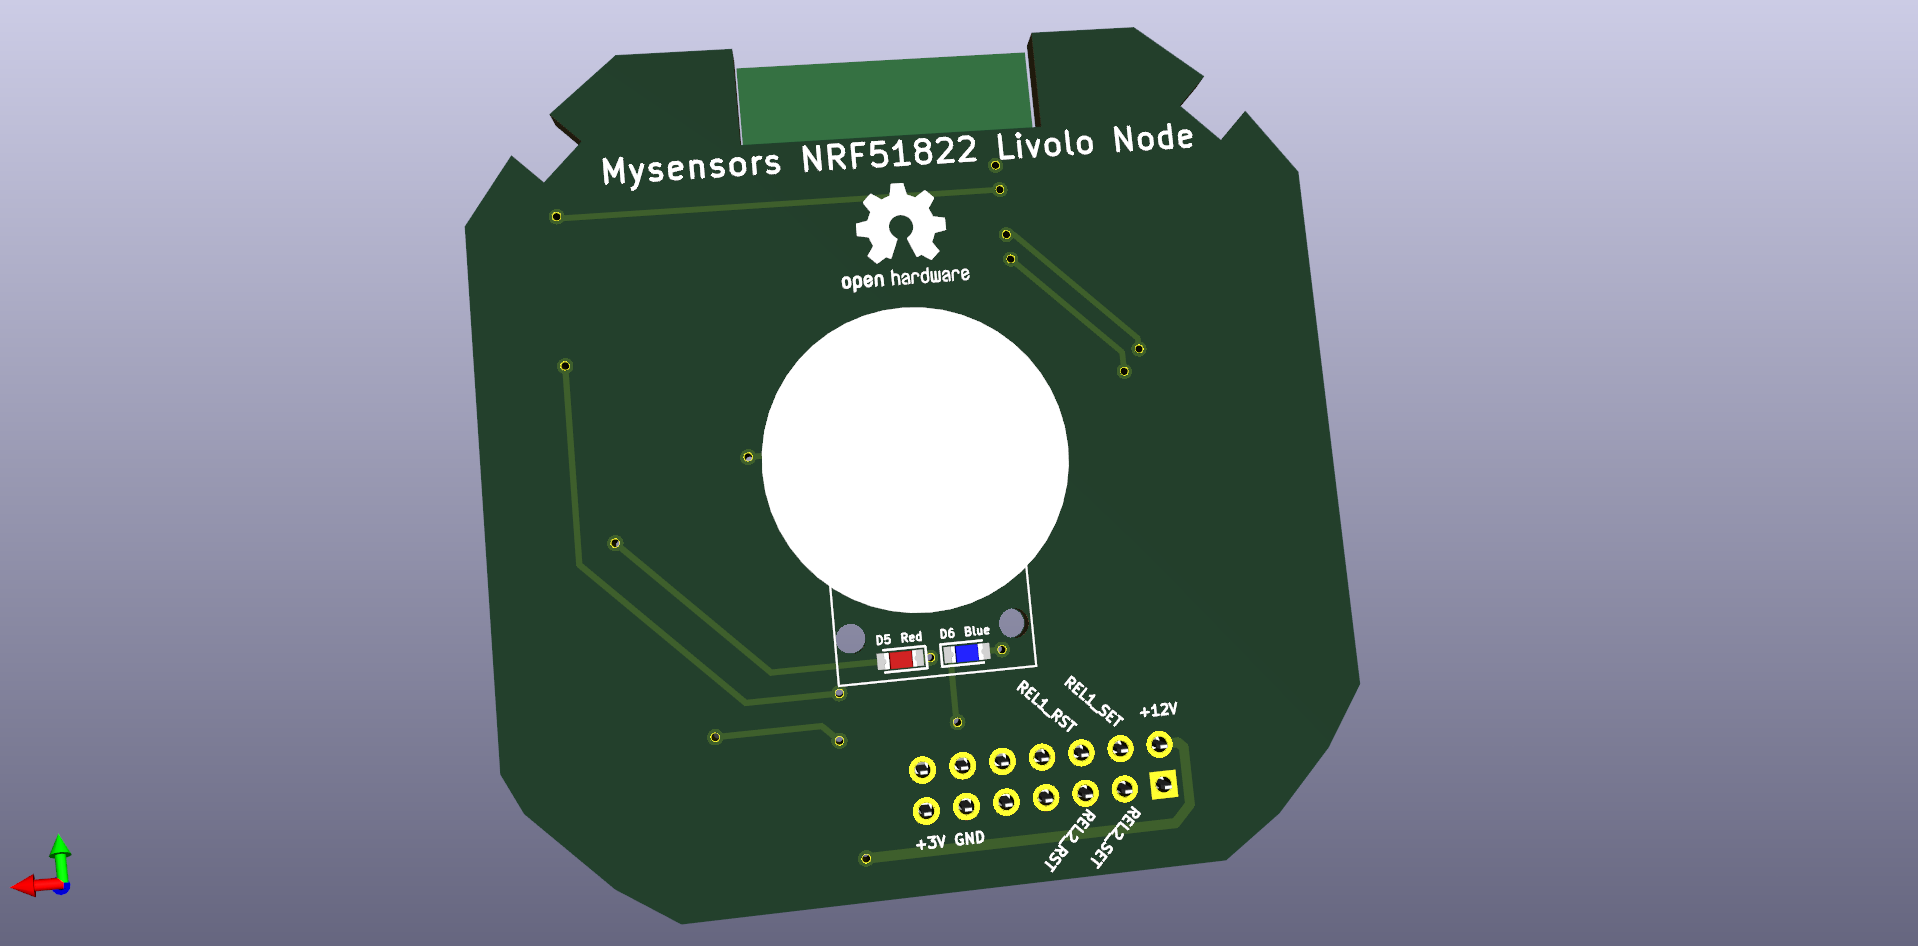 Mysensors NRF51822 Livolo Node
open hardware
D5 Red D6 Blue
REL1_RST REL1_SET +12V
+3V GND REL2_RST REL2_SET